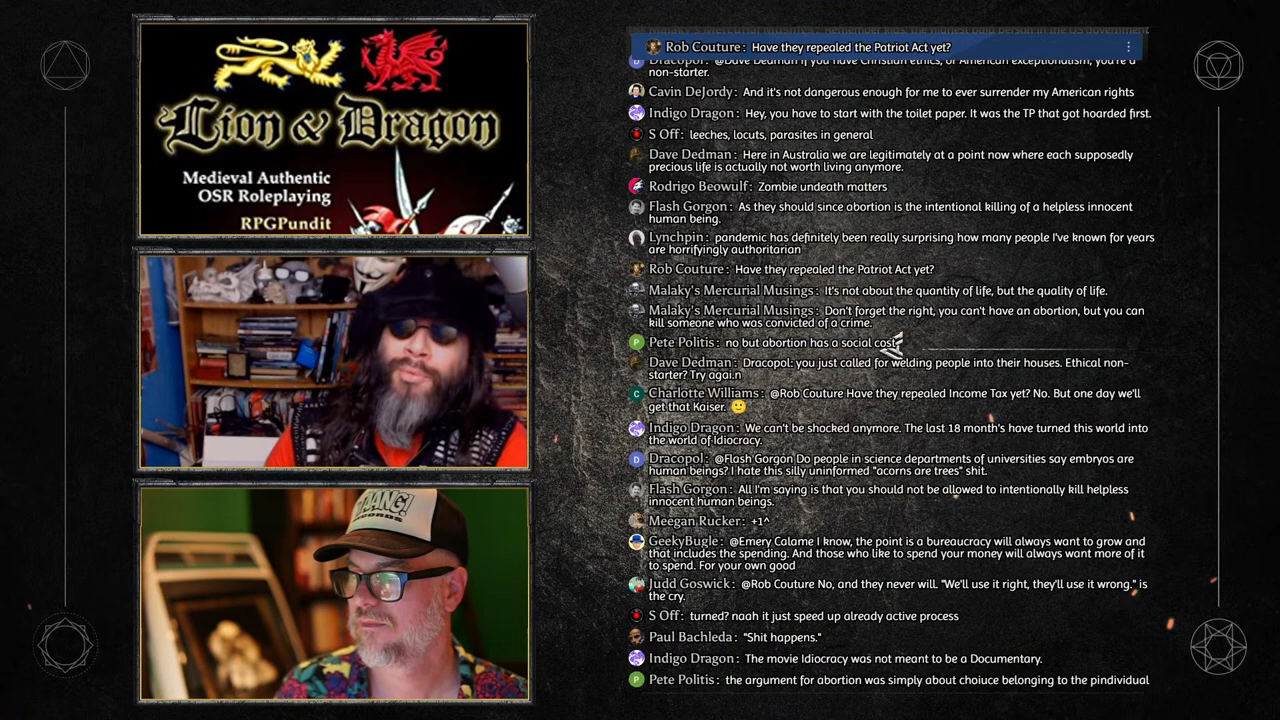 Lion & Dragon
Medieval Authentic
OSR Roleplaying
RPGPundit
TAANG!
RECORDS
Rob Couture: Have they repealed the Patriot Act yet?
Dracopol: @Dave Dedman If you have Christian ethics, or American exceptionalism, you're a
non-starter.
Cavin DeJordy: And it's not dangerous enough for me to ever surrender my American rights
Indigo Dragon: Hey, you have to start with the toilet paper. It was the TP that got hoarded first.
S Off: leeches, locuts, parasites in general
Dave Dedman: Here in Australia we are legitimately at a point now where each supposedly
precious life is actually not worth living anymore.
Rodrigo Beowulf: Zombie undeath matters
Flash Gorgon: As they should since abortion is the intentional killing of a helpless innocent
human being.
Lynchpin: pandemic has definitely been really surprising how many people I've known for years
are horrifyingly authoritarian
Rob Couture: Have they repealed the Patriot Act yet?
Malaky's Mercurial Musings: It's not about the quantity of life, but the quality of life.
Malaky's Mercurial Musings: Don't forget the right, you can't have an abortion, but you can
kill someone who was convicted of a crime.
P Pete Politis: no but abortion has a social cost
Dave Dedman: Dracopol: you just called for welding people into their houses. Ethical non-
starter? Try agai.n
C Charlotte Williams: @Rob Couture Have they repealed Income Tax yet? No. But one day we'll
get that Kaiser. 🙂
Indigo Dragon: We can't be shocked anymore. The last 18 month's have turned this world into
the world of Idiocracy.
D Dracopol: @Flash Gorgon Do people in science departments of universities say embryos are
human beings? I hate this silly uninformed "acorns are trees" shit.
Flash Gorgon: All I'm saying is that you should not be allowed to intentionally kill helpless
innocent human beings.
Meegan Rucker: +1^
GeekyBugle: @Emery Calame I know, the point is a bureaucracy will always want to grow and
that includes the spending. And those who like to spend your money will always want more of it
to spend. For your own good
Judd Goswick: @Rob Couture No, and they never will. "We'll use it right, they'll use it wrong." is
the cry.
S Off: turned? naah it just speed up already active process
Paul Bachleda: "Shit happens."
Indigo Dragon: The movie Idiocracy was not meant to be a Documentary.
P Pete Politis: the argument for abortion was simply about choiuce belonging to the pindividual